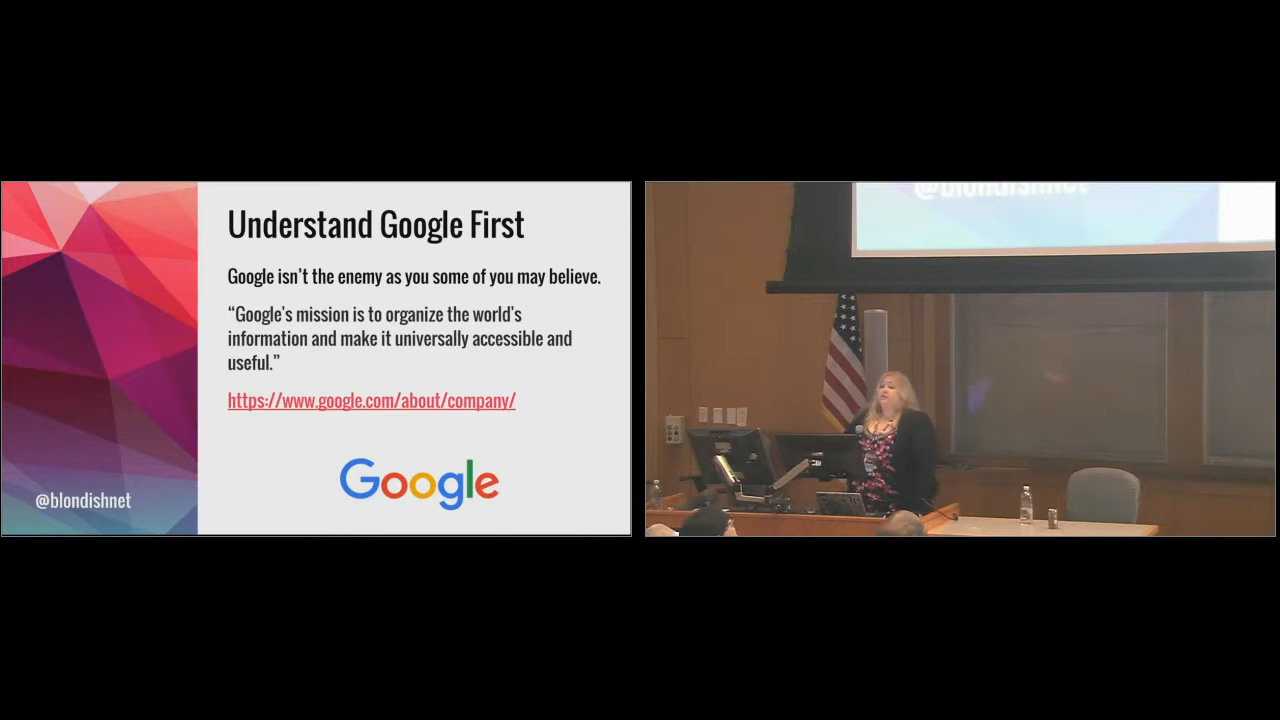 Understand Google First
Google isn't the enemy as you some of you may believe.
“Google's mission is to organize the world's
information and make it universally accessible and
useful.”
https://www.google.com/about/company/
Google
@blondishnet
@blondishnet